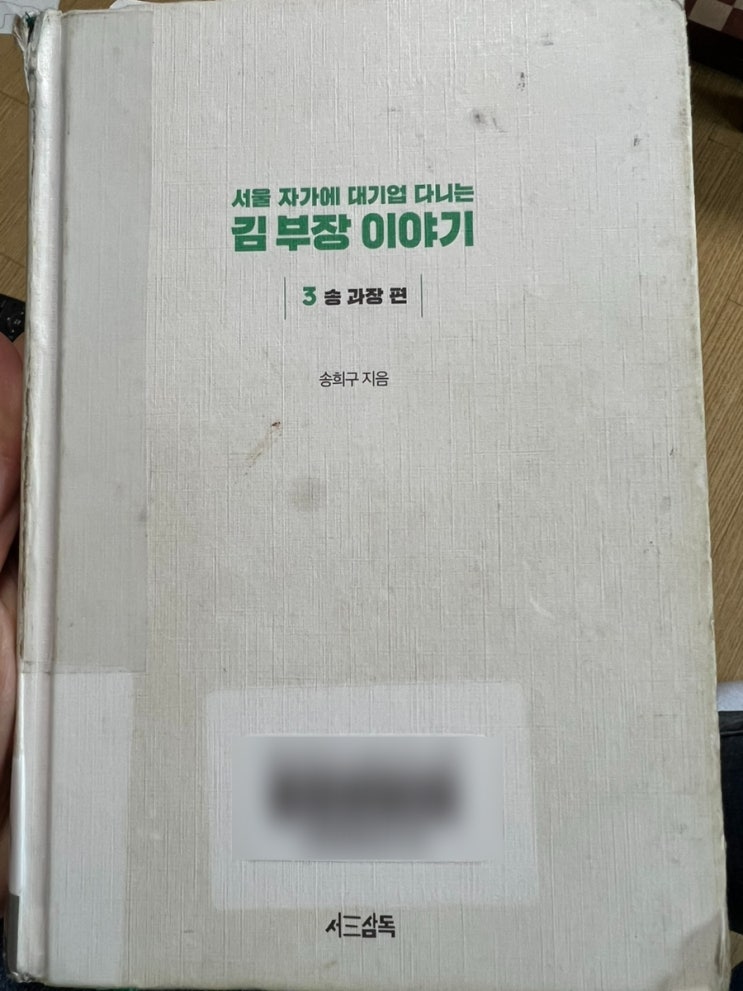 서울 자가에 대기업 다니는
김 부장 이야기
3 송 과장 편
송희구 지음
서삼독